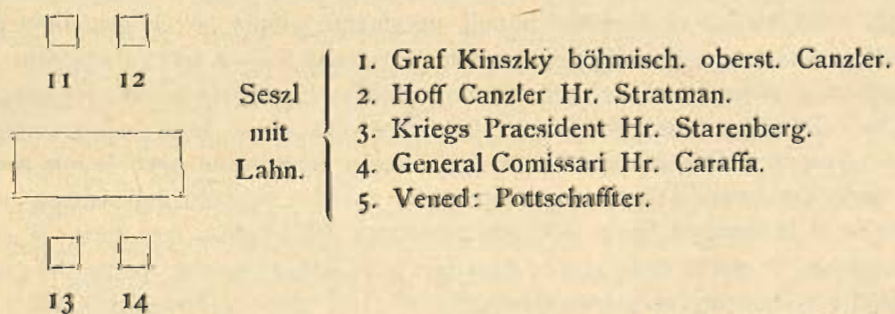 11 12
Seszl
mit
Lahn.
1. Graf Kinszky böhmisch. oberst. Canzler.
2. Hoff Canzler Hr. Stratman.
3. Kriegs Praesident Hr. Starenberg.
4. General Comissari Hr. Caraffa.
5. Vened: Pottschaffter.
13 14